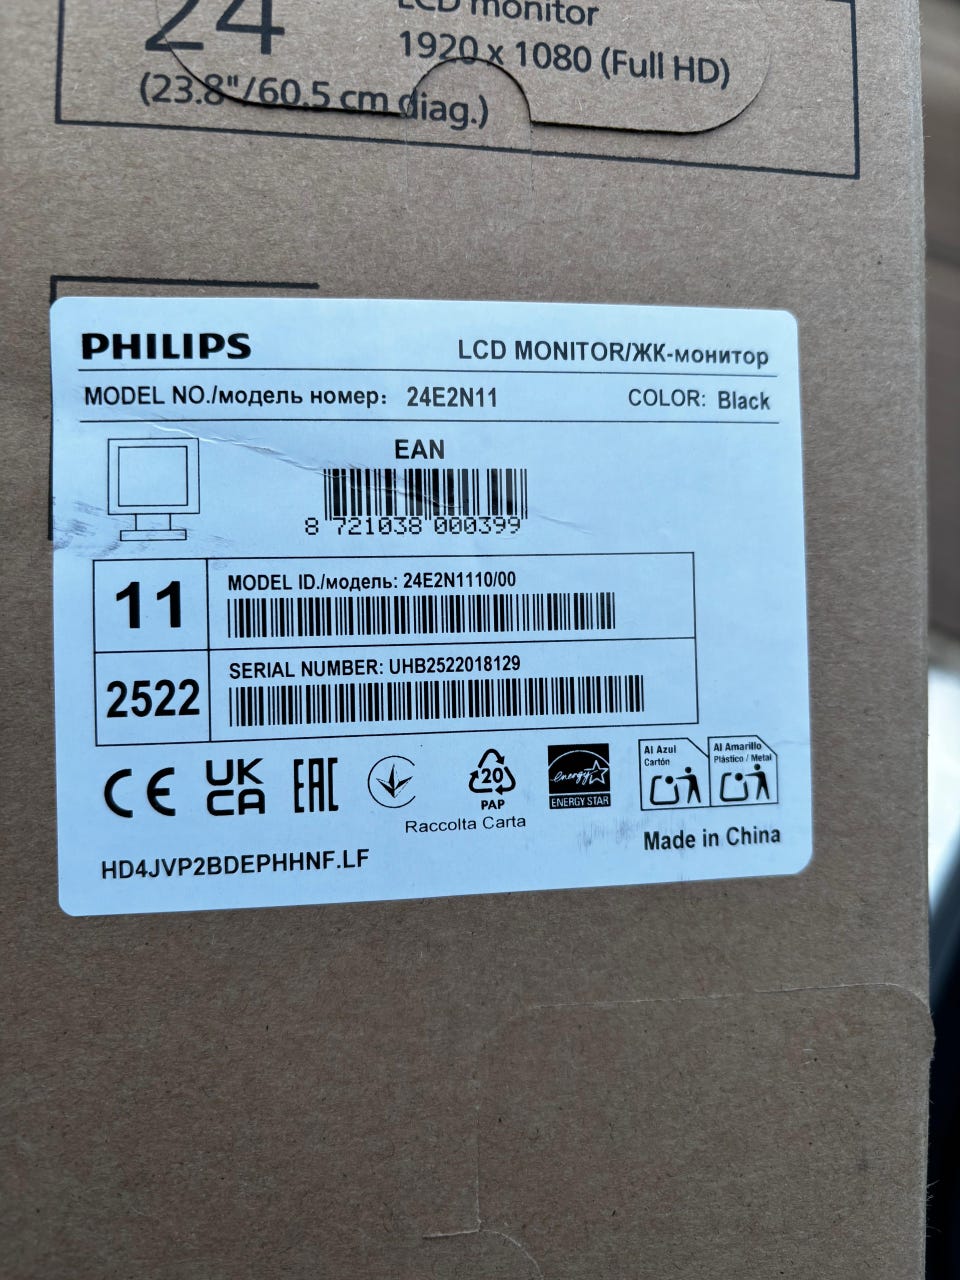 24
LCD monitor
1920 x 1080 (Full HD)
(23.8"/60.5 cm diag.)
PHILIPS
LCD MONITOR/ЖК-монитор
MODEL NO./модель номер: 24E2N11
COLOR: Black
EAN
8 721038 000399
11
MODEL ID./модель: 24E2N1110/00
2522
SERIAL NUMBER: UHB2522018129
CE
UK
CA
EAC
20
PAP
Raccolta Carta
energy
ENERGY STAR
Al Azul
Cartón
Al Amarillo
Plástico / Metal
Made in China
HD4JVP2BDEPHHNF.LF